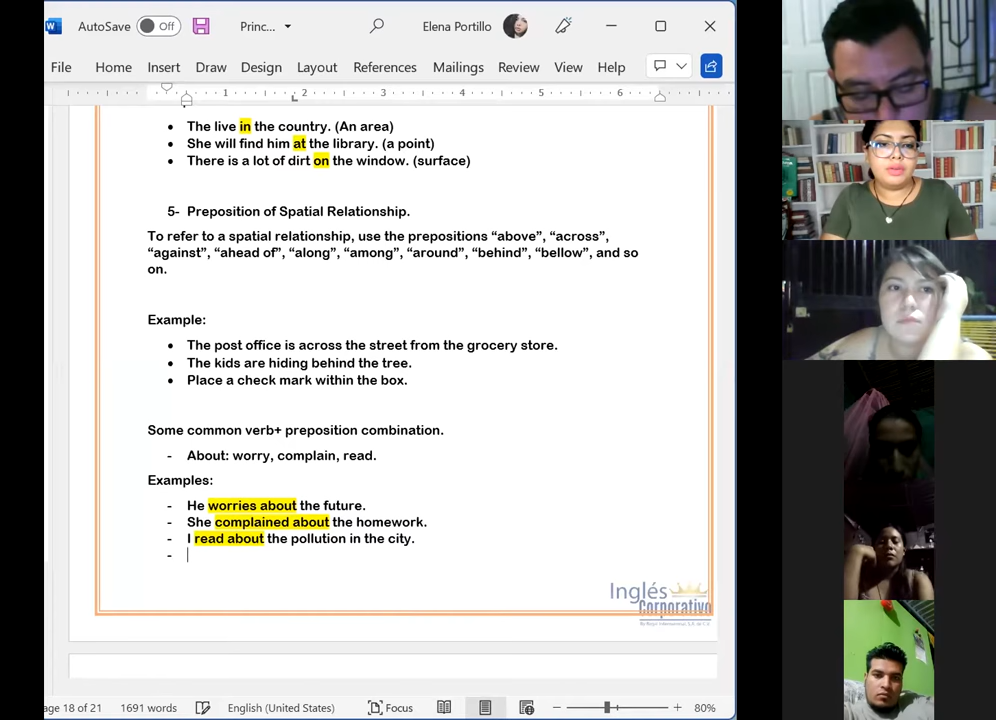 AutoSave Off Princ... Elena Portillo
File Home Insert Draw Design Layout References Mailings Review View Help
1 2 3 4 5 6
• The live in the country. (An area)
• She will find him at the library. (a point)
• There is a lot of dirt on the window. (surface)
5- Preposition of Spatial Relationship.
To refer to a spatial relationship, use the prepositions “above”, “across”,
“against”, “ahead of”, “along”, “among”, “around”, “behind”, “bellow”, and so
on.
Example:
• The post office is across the street from the grocery store.
• The kids are hiding behind the tree.
• Place a check mark within the box.
Some common verb+ preposition combination.
- About: worry, complain, read.
Examples:
- He worries about the future.
- She complained about the homework.
- I read about the pollution in the city.
-
Inglés
Corporativo
age 18 of 21 1691 words English (United States) Focus 80%